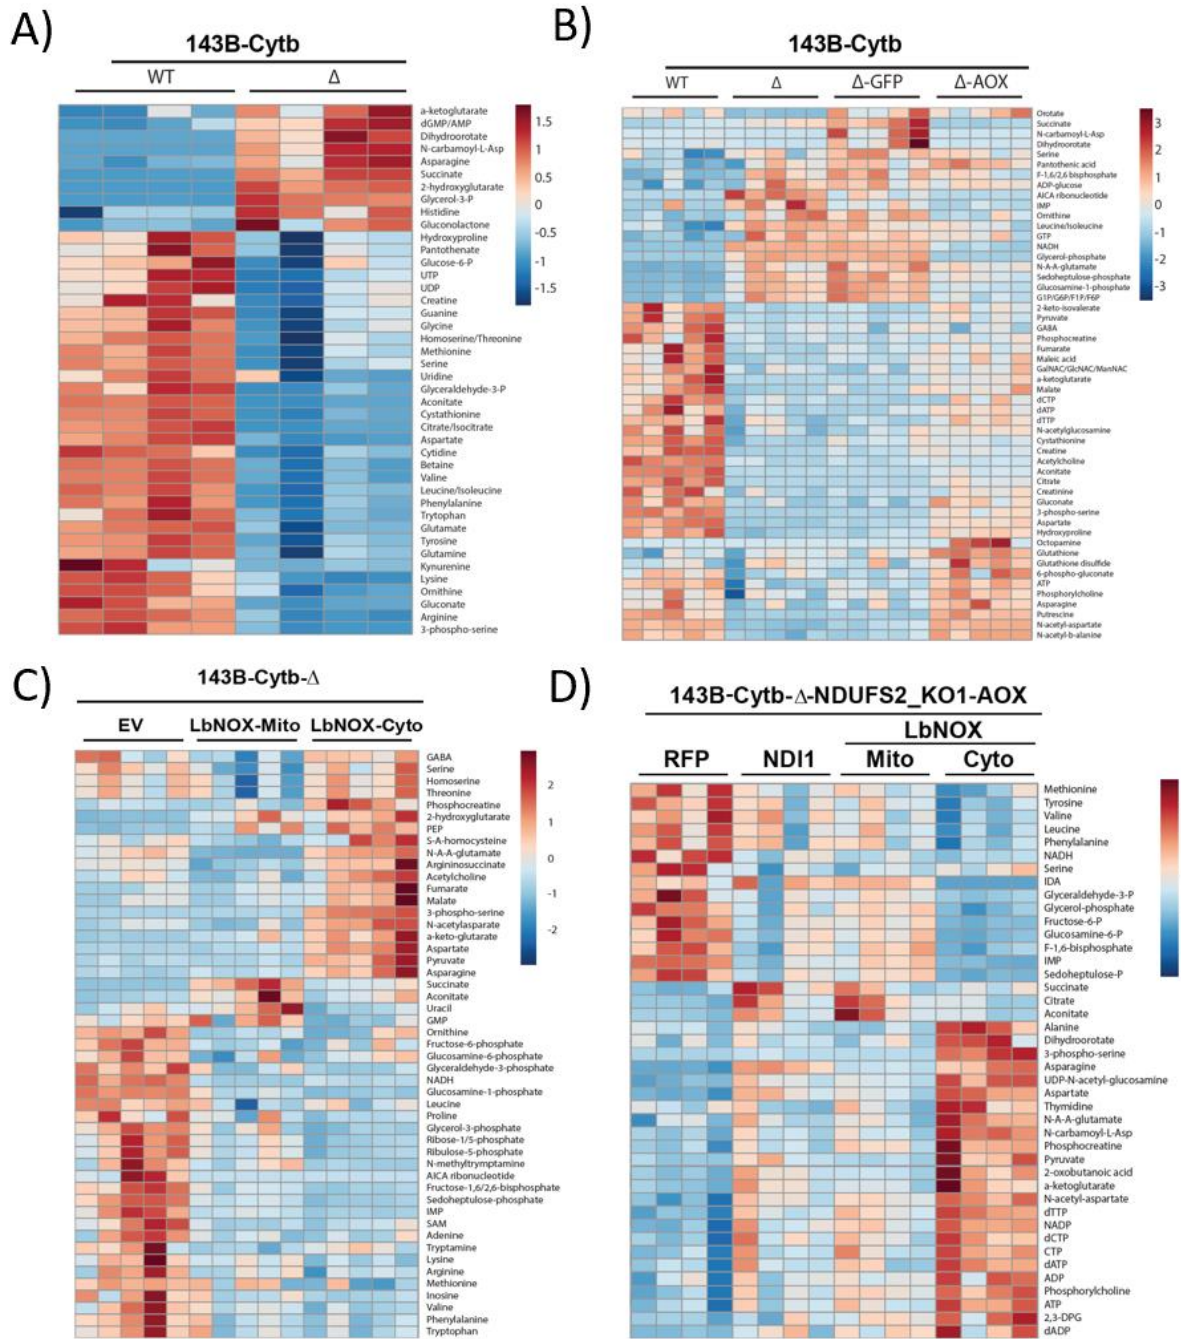 A)
143B-Cytb
WT
Δ
a-ketoglutarate
dGMP/AMP
Dihydroorotate
N-carbamoyl-L-Asp
Asparagine
Succinate
2-hydroxyglutarate
Glycerol-3-P
Histidine
Gluconolactone
Hydroxyproline
Pantothenate
Glucose-6-P
UTP
UDP
Creatine
Guanine
Glycine
Homoserine/Threonine
Methionine
Serine
Uridine
Glyceraldehyde-3-P
Aconitate
Cystathionine
Citrate/Isocitrate
Aspartate
Cytidine
Betaine
Valine
Leucine/Isoleucine
Phenylalanine
Trytophan
Glutamate
Tyrosine
Glutamine
Kynurenine
Lysine
Ornithine
Gluconate
Arginine
3-phospho-serine
1.5
1
0.5
0
-0.5
-1
-1.5
B)
143B-Cytb
WT
Δ
Δ-GFP
Δ-AOX
Orotate
Succinate
N-carbamoyl-L-Asp
Dihydroorotate
Serine
Pantothenic acid
F-1,6/2,6 bisphosphate
ADP-glucose
AICA ribonucleotide
IMP
Ornithine
Leucine/Isoleucine
GTP
NADH
Glycerol-phosphate
N-A-A-glutamate
Sedoheptulose-phosphate
Glucosamine-1-phosphate
G1P/G6P/F1P/F6P
2-keto-isovalerate
Pyruvate
GABA
Phosphocreatine
Fumarate
Maleic acid
GalNAC/GlcNAC/ManNAC
a-ketoglutarate
Malate
dCTP
dATP
dTTP
N-acetylglucosamine
Cystathionine
Creatine
Acetylcholine
Aconitate
Citrate
Creatinine
Gluconate
3-phospho-serine
Aspartate
Hydroxyproline
Octopamine
Glutathione
Glutathione disulfide
6-phospho-gluconate
ATP
Phosphorylcholine
Asparagine
Putrescine
N-acetyl-aspartate
N-acetyl-b-alanine
3
2
1
0
-1
-2
-3
C)
143B-Cytb-Δ
EV
LbNOX-Mito
LbNOX-Cyto
GABA
Serine
Homoserine
Threonine
Phosphocreatine
2-hydroxyglutarate
PEP
S-A-homocysteine
N-A-A-glutamate
Argininosuccinate
Acetylcholine
Fumarate
Malate
3-phospho-serine
N-acetylasparate
a-keto-glutarate
Aspartate
Pyruvate
Asparagine
Succinate
Aconitate
Uracil
GMP
Ornithine
Fructose-6-phosphate
Glucosamine-6-phosphate
Glyceraldehyde-3-phosphate
NADH
Glucosamine-1-phosphate
Leucine
Proline
Glycerol-3-phosphate
Ribose-1/5-phosphate
Ribulose-5-phosphate
N-methyltrymptamine
AICA ribonucleotide
Fructose-1,6/2,6-bisphosphate
Sedoheptulose-phosphate
IMP
SAM
Adenine
Tryptamine
Lysine
Arginine
Methionine
Inosine
Valine
Phenylalanine
Tryptophan
2
1
0
-1
-2
D)
143B-Cytb-Δ-NDUFS2_KO1-AOX
LbNOX
RFP
NDI1
Mito
Cyto
Methionine
Tyrosine
Valine
Leucine
Phenylalanine
NADH
Serine
IDA
Glyceraldehyde-3-P
Glycerol-phosphate
Fructose-6-P
Glucosamine-6-P
F-1,6-bisphosphate
IMP
Sedoheptulose-P
Succinate
Citrate
Aconitate
Alanine
Dihydroorotate
3-phospho-serine
Asparagine
UDP-N-acetyl-glucosamine
Aspartate
Thymidine
N-A-A-glutamate
N-carbamoyl-L-Asp
Phosphocreatine
Pyruvate
2-oxobutanoic acid
a-ketoglutarate
N-acetyl-aspartate
dTTP
NADP
dCTP
CTP
dATP
ADP
Phosphorylcholine
ATP
2,3-DPG
dADP